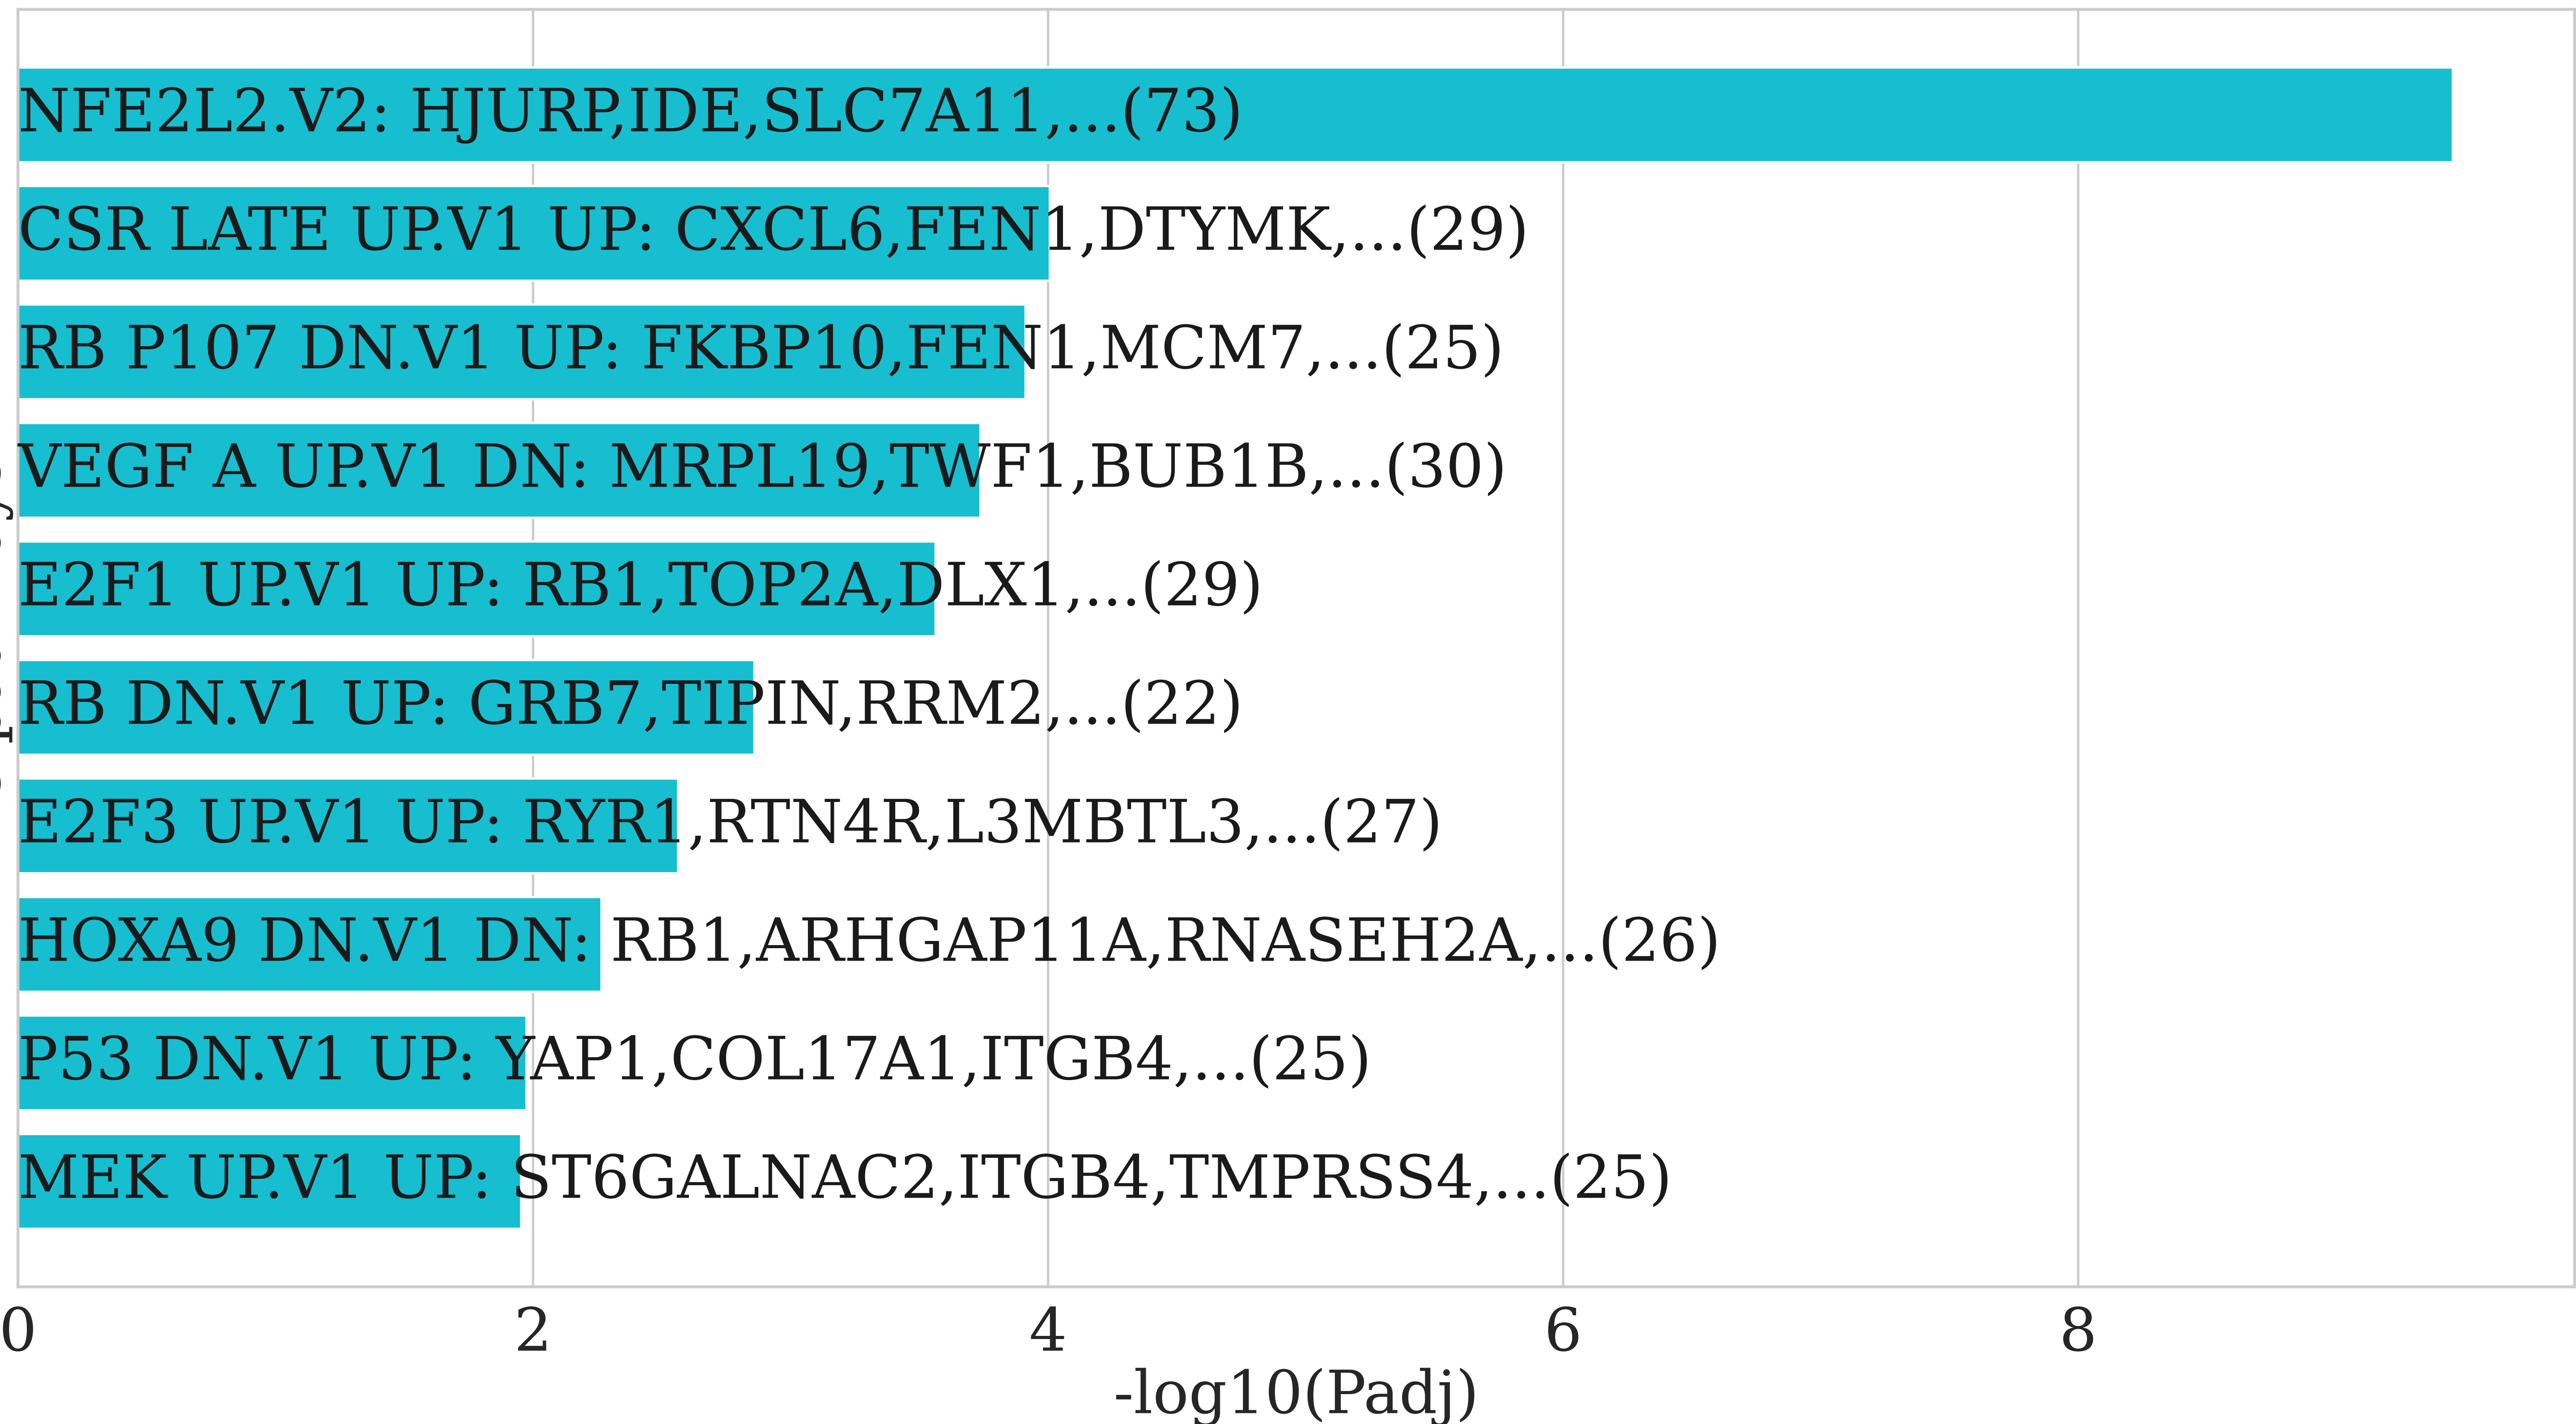 NFE2L2.V2: HJURP,IDE,SLC7A11,...(73)
CSR LATE UP.V1 UP: CXCL6,FEN1,DTYMK,...(29)
RB P107 DN.V1 UP: FKBP10,FEN1,MCM7,...(25)
VEGF A UP.V1 DN: MRPL19,TWF1,BUB1B,...(30)
E2F1 UP.V1 UP: RB1,TOP2A,DLX1,...(29)
RB DN.V1 UP: GRB7,TIPIN,RRM2,...(22)
E2F3 UP.V1 UP: RYR1,RTN4R,L3MBTL3,...(27)
HOXA9 DN.V1 DN: RB1,ARHGAP11A,RNASEH2A,...(26)
P53 DN.V1 UP: YAP1,COL17A1,ITGB4,...(25)
MEK UP.V1 UP: ST6GALNAC2,ITGB4,TMPRSS4,...(25)
0 2 4 6 8
-log10(Padj)